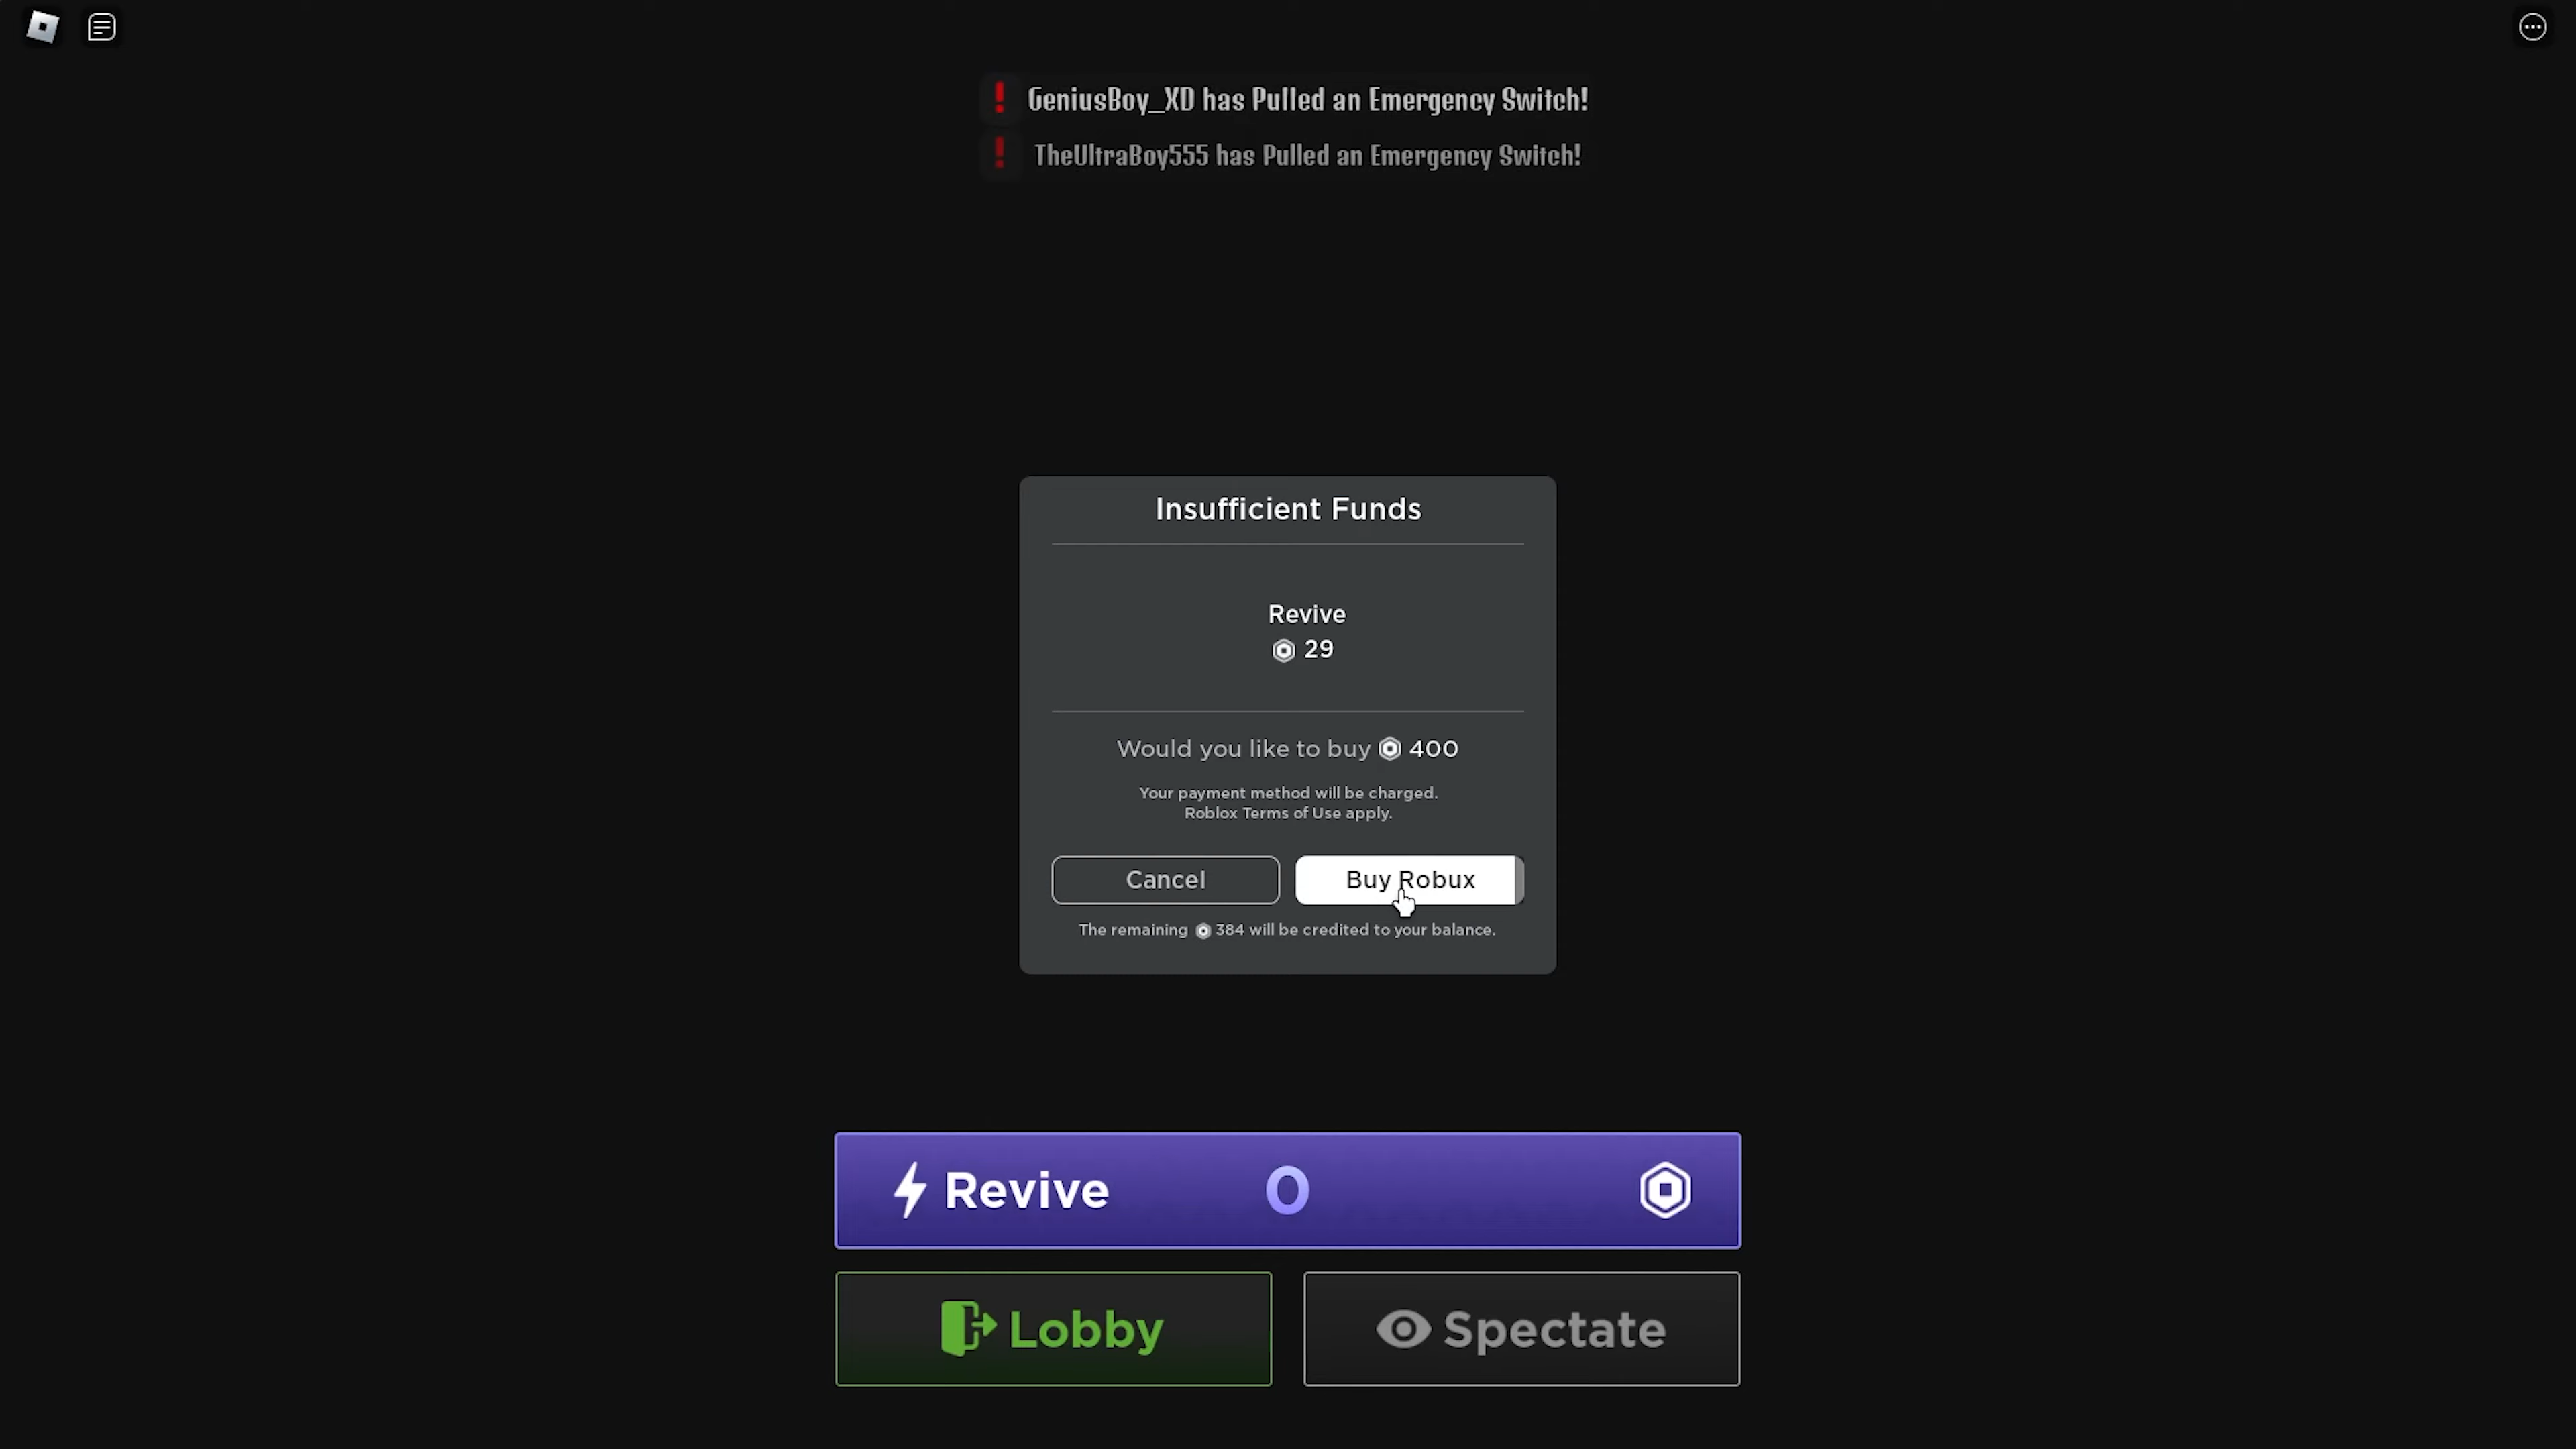 GeniusBoy_XD has Pulled an Emergency Switch!
TheUltraBoy555 has Pulled an Emergency Switch!
Insufficient Funds
Revive
29
Would you like to buy 400
Your payment method will be charged.
Roblox Terms of Use apply.
Cancel
Buy Robux
The remaining 384 will be credited to your balance.
Revive
0
Lobby
Spectate